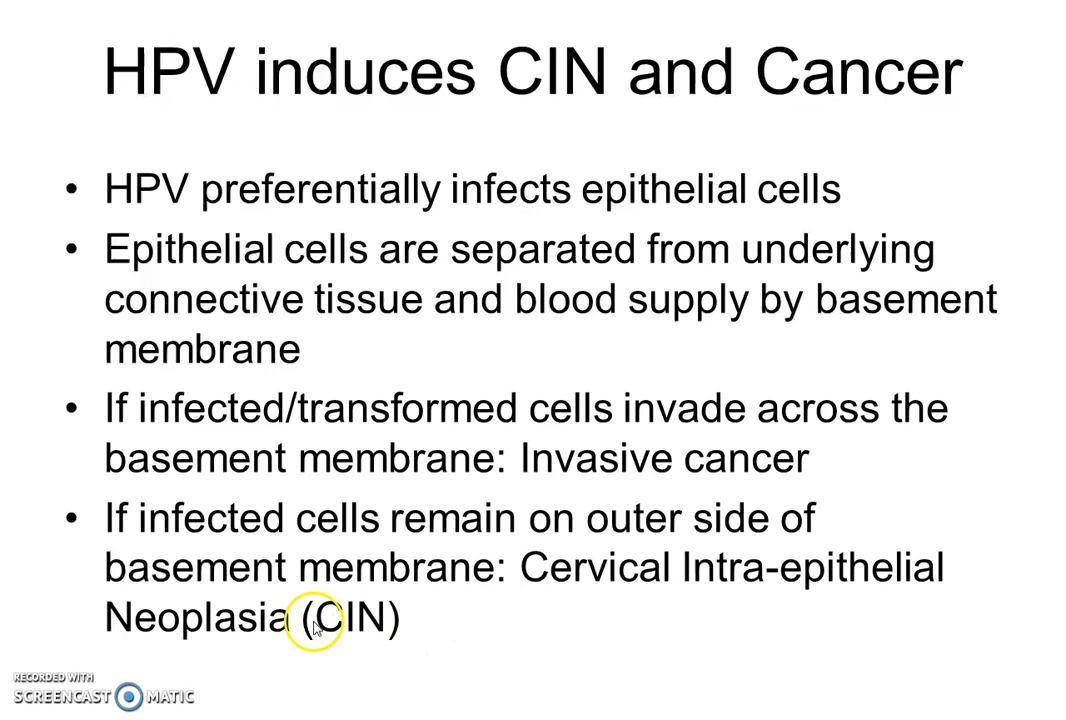 HPV induces CIN and Cancer
• HPV preferentially infects epithelial cells
• Epithelial cells are separated from underlying
connective tissue and blood supply by basement
membrane
• If infected/transformed cells invade across the
basement membrane: Invasive cancer
• If infected cells remain on outer side of
basement membrane: Cervical Intra-epithelial
Neoplasia (CIN)
RECORDED WITH
SCREENCAST MATIC